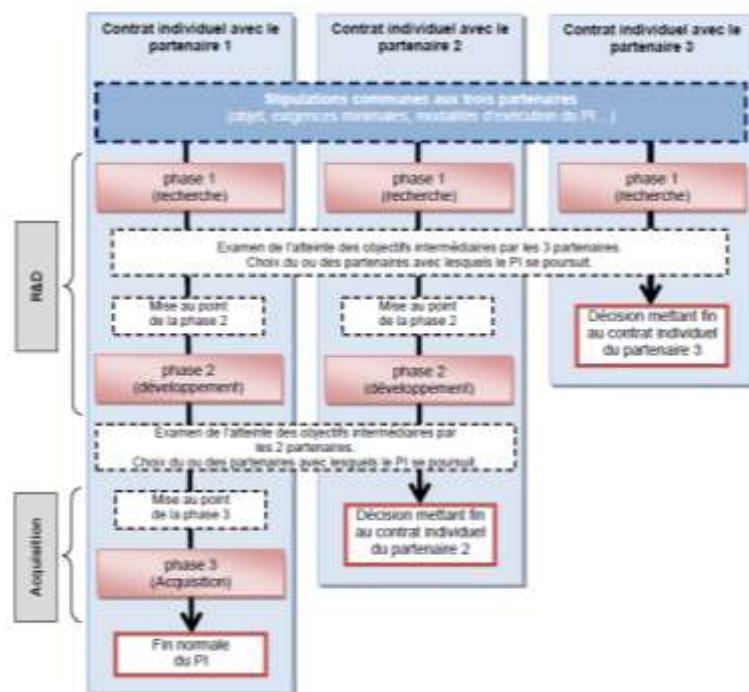 Contrat individuel avec le
partenaire 1
Contrat individuel avec le
partenaire 2
Contrat individuel avec le
partenaire 3
Stipulations communes aux trois partenaires
(objet, exigences minimales, modalités d'exécution du PI…)
phase 1
(recherche)
phase 1
(recherche)
phase 1
(recherche)
R&D
Examen de l'atteinte des objectifs intermédiaires par les 3 partenaires.
Choix du ou des partenaires avec lesquels le PI se poursuit.
Mise au point
de la phase 2
Mise au point
de la phase 2
Décision mettant fin
au contrat individuel
du partenaire 3
phase 2
(développement)
phase 2
(développement)
Examen de l'atteinte des objectifs intermédiaires par
les 2 partenaires.
Choix du ou des partenaires avec lesquels le PI se poursuit.
Acquisition
Mise au point
de la phase 3
Décision mettant fin
au contrat individuel
du partenaire 2
phase 3
(Acquisition)
Fin normale
du PI